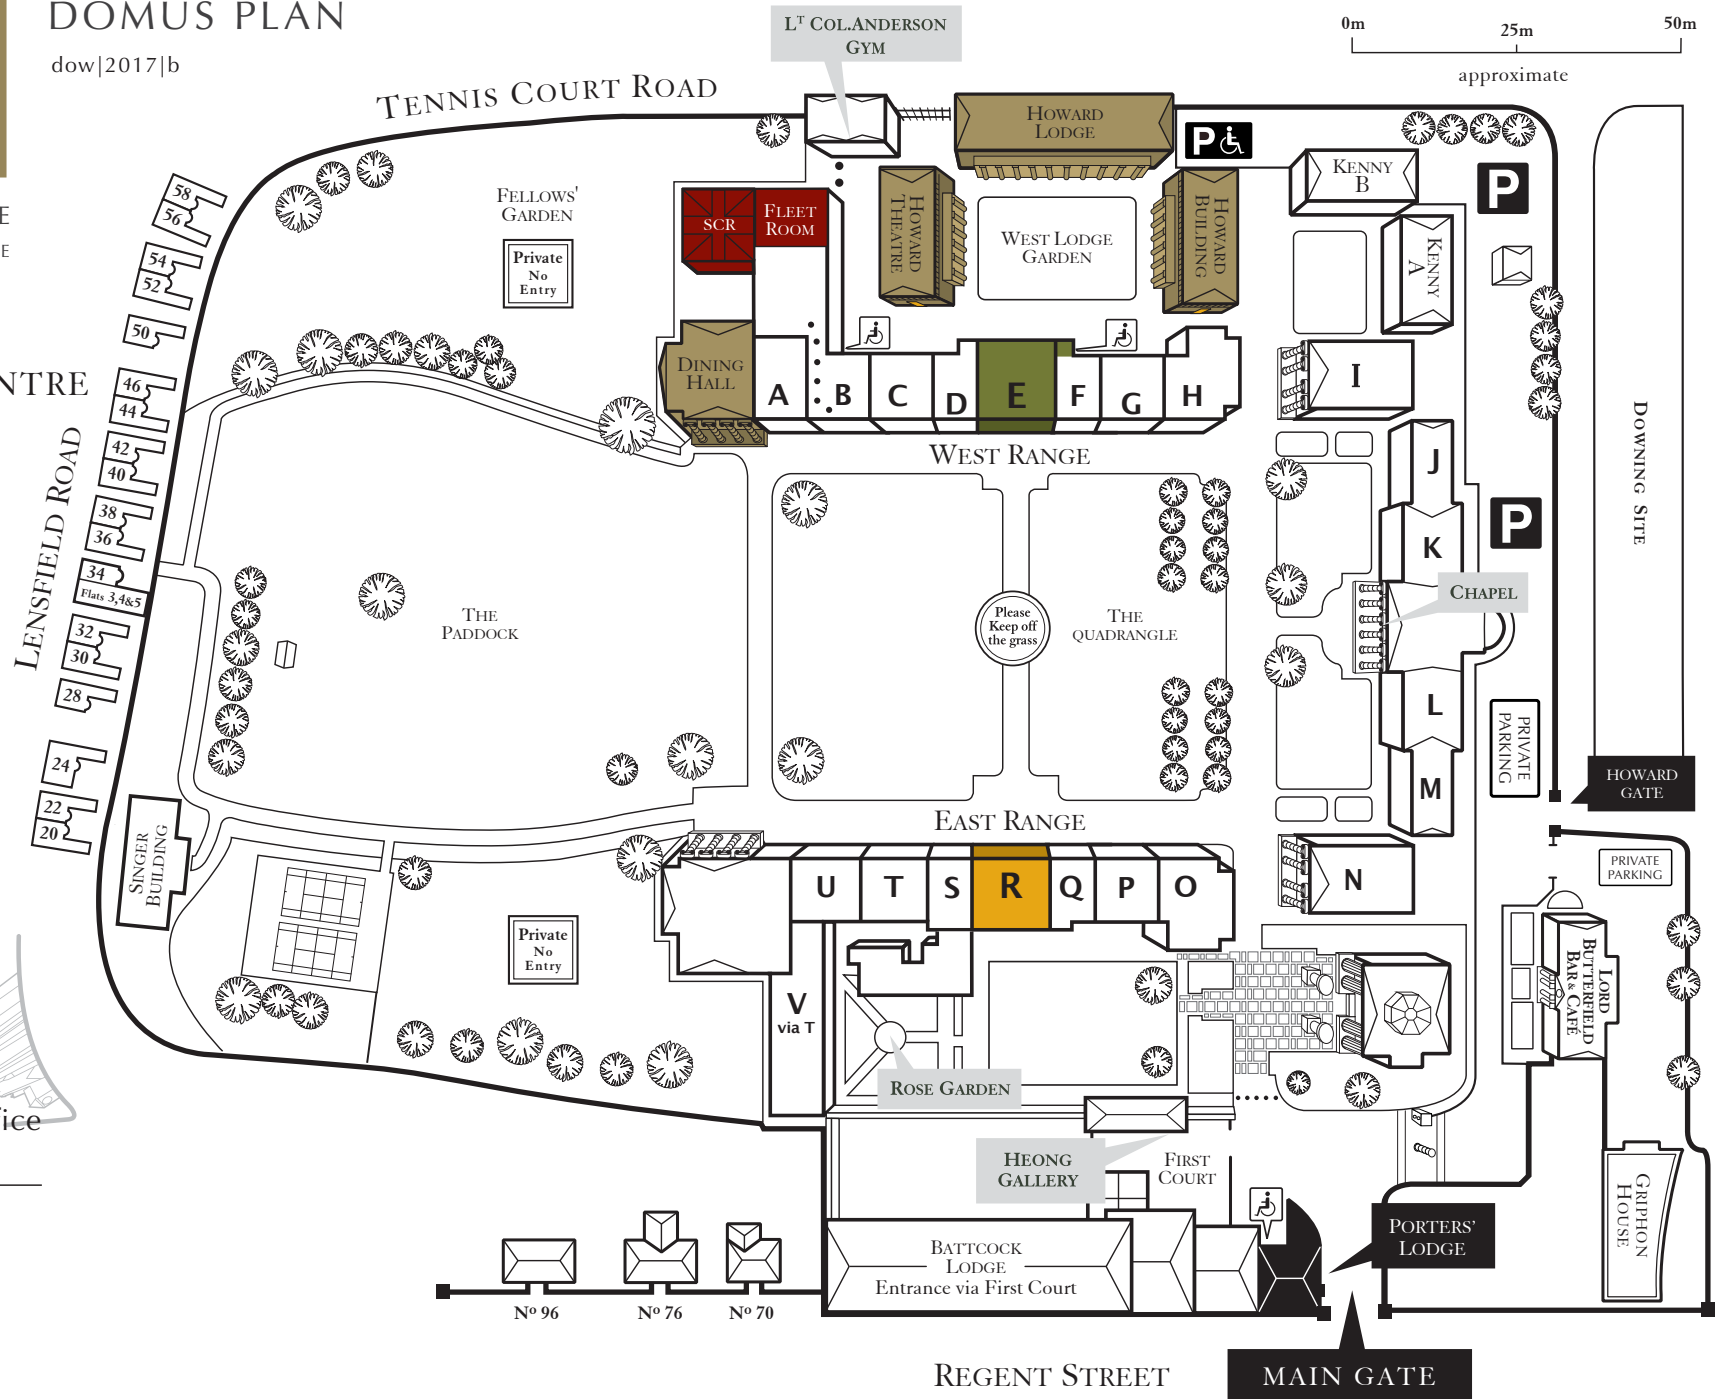 DOMUS PLAN
dow|2017|b
E
E
NTRE
ice
Lᵀ COL.ANDERSON
GYM
0m
25m
50m
approximate
TENNIS COURT ROAD
HOWARD
LODGE
P
KENNY
B
P
KENNY
A
FELLOWS'
GARDEN
Private
No
Entry
SCR
FLEET
ROOM
HOWARD
THEATRE
WEST LODGE
GARDEN
HOWARD
BUILDING
DINING
HALL
A
B
C
D
E
F
G
H
I
WEST RANGE
J
K
P
CHAPEL
L
M
DOWNING SITE
PRIVATE
PARKING
HOWARD
GATE
LENSFIELD ROAD
58
56
54
52
50
46
44
42
40
38
36
34
Flats 3,4&5
32
30
28
24
22
20
THE
PADDOCK
Please
Keep off
the grass
THE
QUADRANGLE
EAST RANGE
SINGER
BUILDING
U
T
S
R
Q
P
O
N
PRIVATE
PARKING
Private
No
Entry
V
via T
LORD
BUTTERFIELD
BAR & CAFÉ
ROSE GARDEN
HEONG
GALLERY
FIRST
COURT
GRIPHON
HOUSE
PORTERS'
LODGE
BATTCOCK
LODGE
Entrance via First Court
Nº 96
Nº 76
Nº 70
REGENT STREET
MAIN GATE